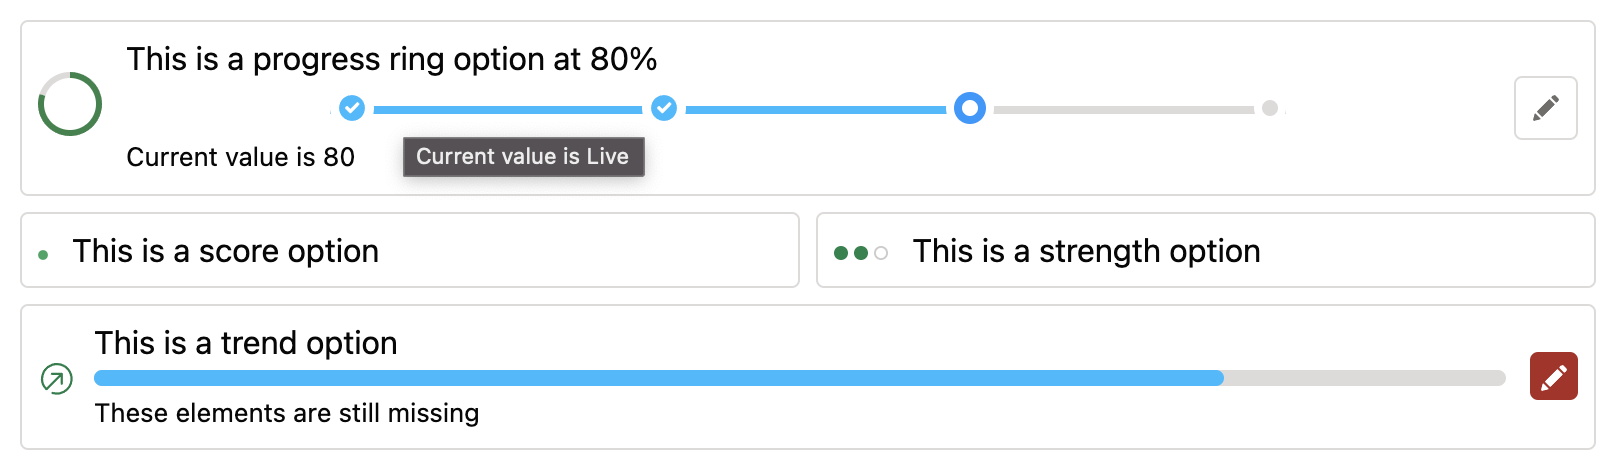 This is a progress ring option at 80%
Current value is 80
Current value is Live
This is a score option
This is a strength option
This is a trend option
These elements are still missing